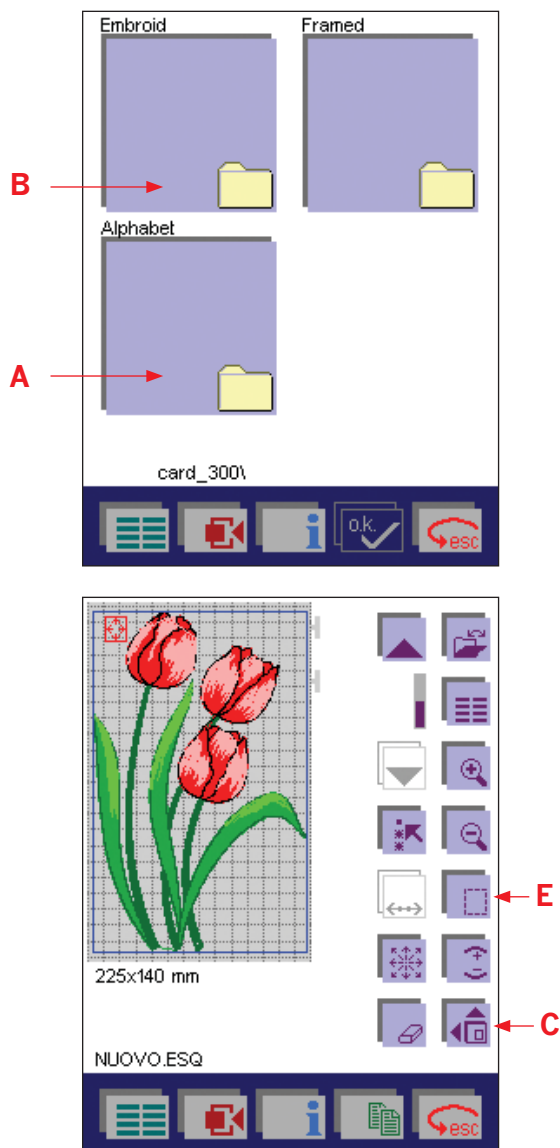 Embroid Framed
B
Alphabet
A
card_300\
i o.k. esc
E
225x140 mm
C
NUOVO.ESQ
i esc